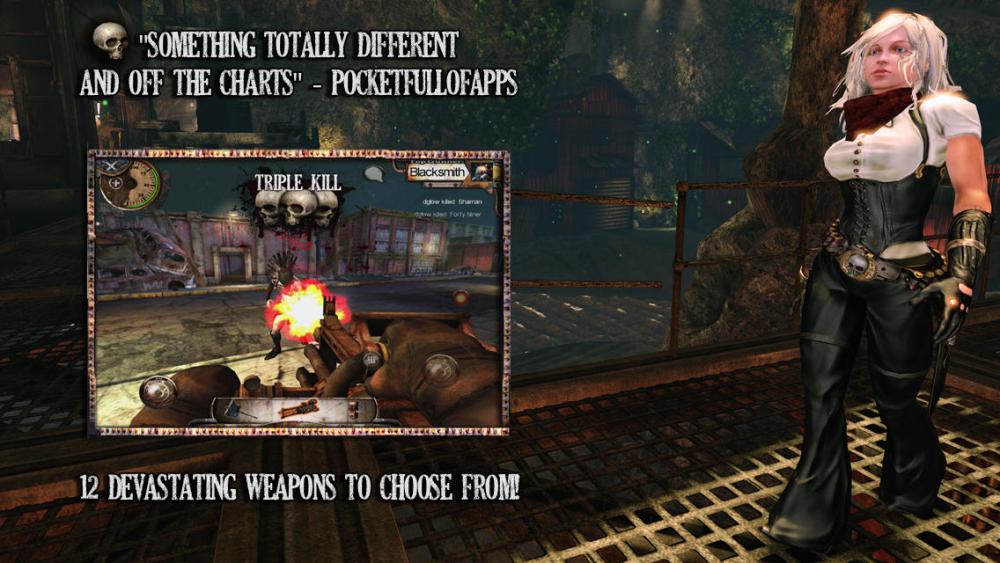 "SOMETHING TOTALLY DIFFERENT
AND OFF THE CHARTS" - POCKETFULLOFAPPS
TRIPLE KILL
Blacksmith
dglow killed Shaman
dglow killed Forty Niner
12 DEVASTATING WEAPONS TO CHOOSE FROM!